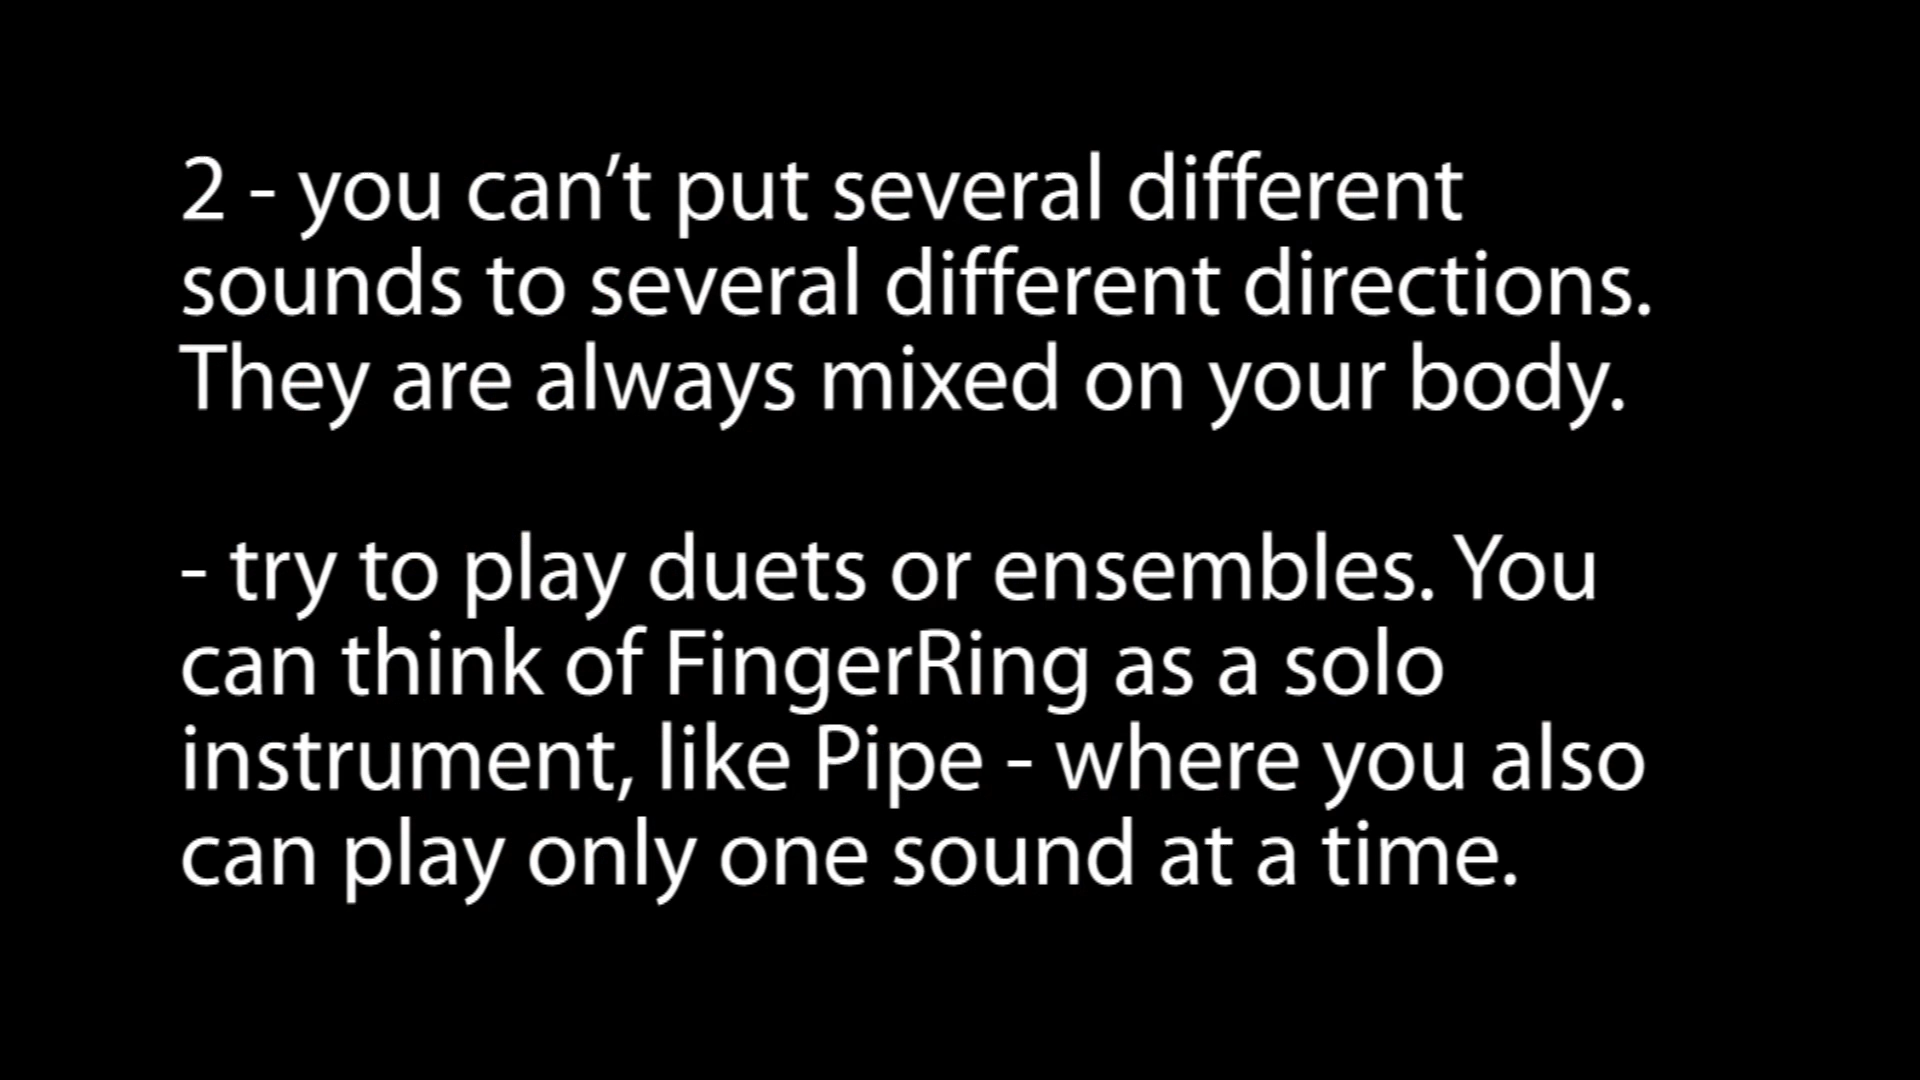 2 - you can’t put several different
sounds to several different directions.
They are always mixed on your body.
- try to play duets or ensembles. You
can think of FingerRing as a solo
instrument, like Pipe - where you also
can play only one sound at a time.